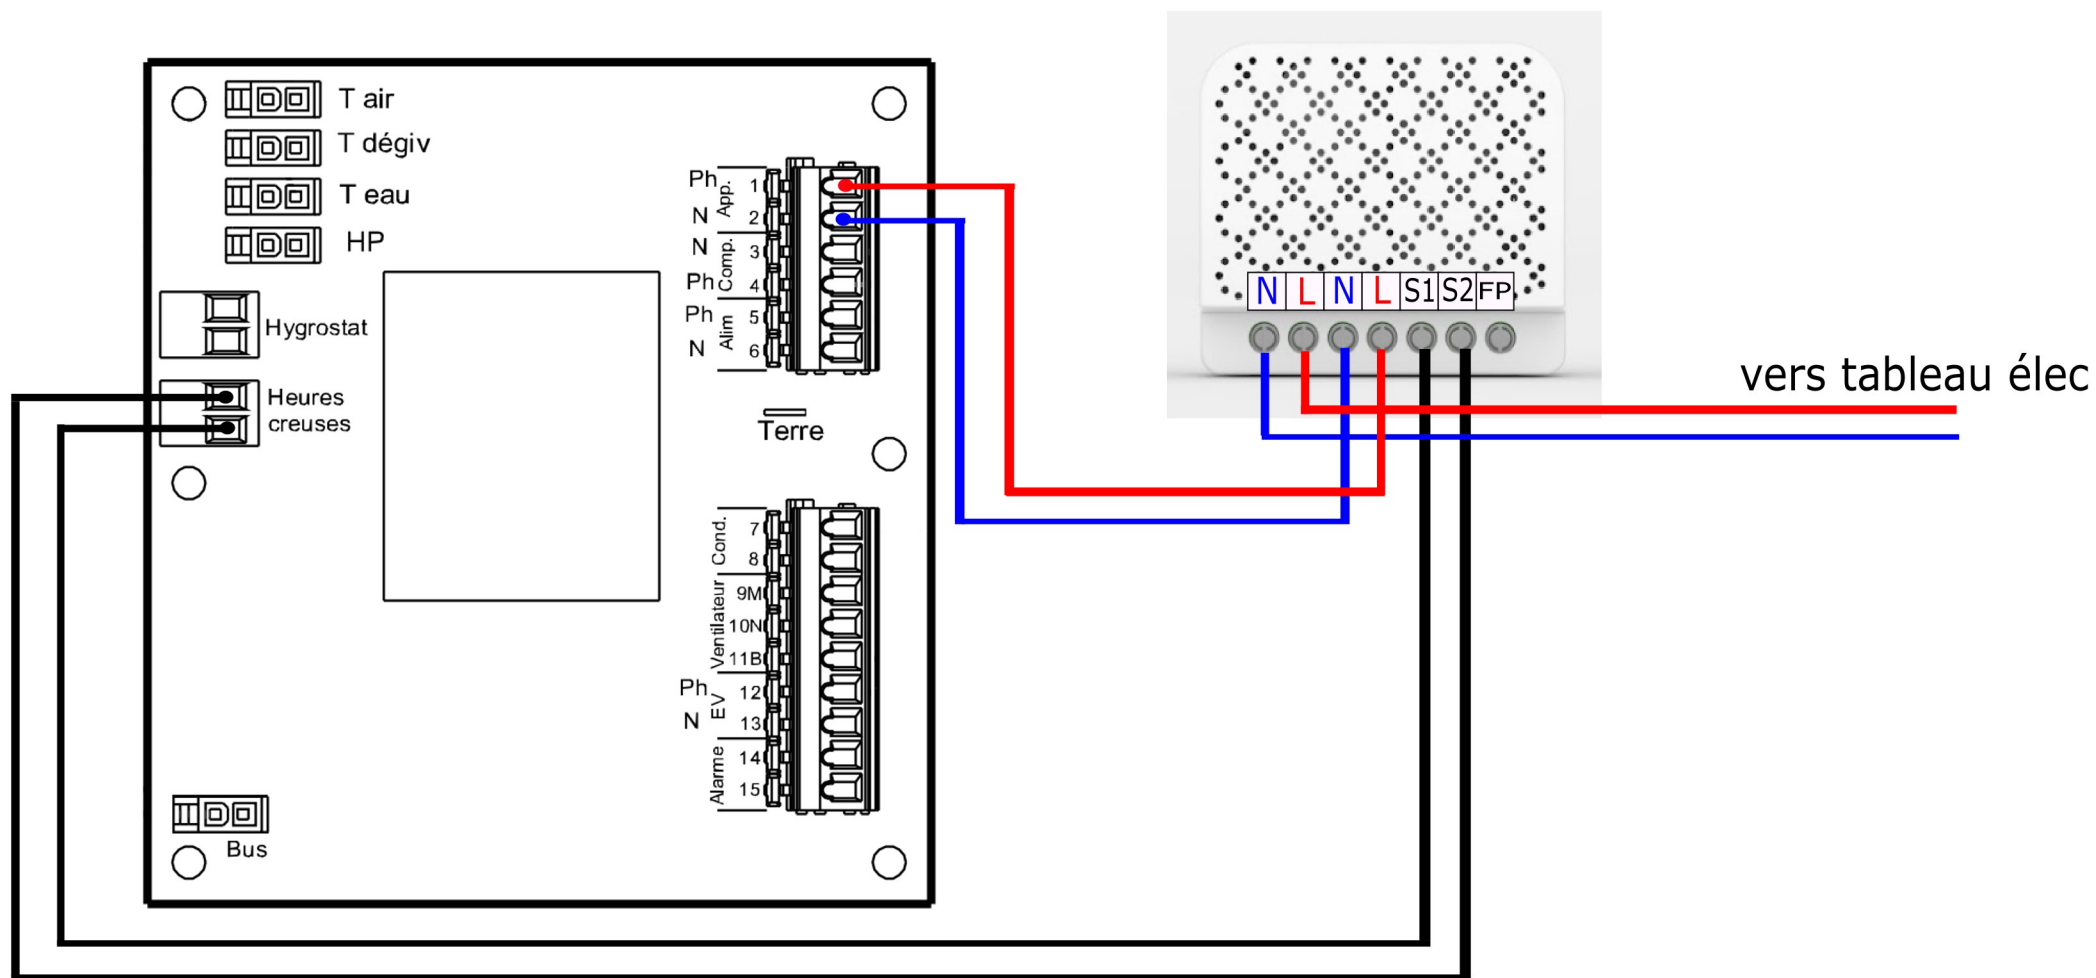 T air
T dégiv
T eau
HP
Hygrostat
Heures
creuses
Bus
Ph
N
App.
1
2
N
Ph
Comp.
3
4
Ph
N
Alim
5
6
Terre
Cond.
7
8
Ventilateur
9M
10N
11B
Ph
N
EV
12
13
Alarme
14
15
N L N L S1 S2 FP
vers tableau élec